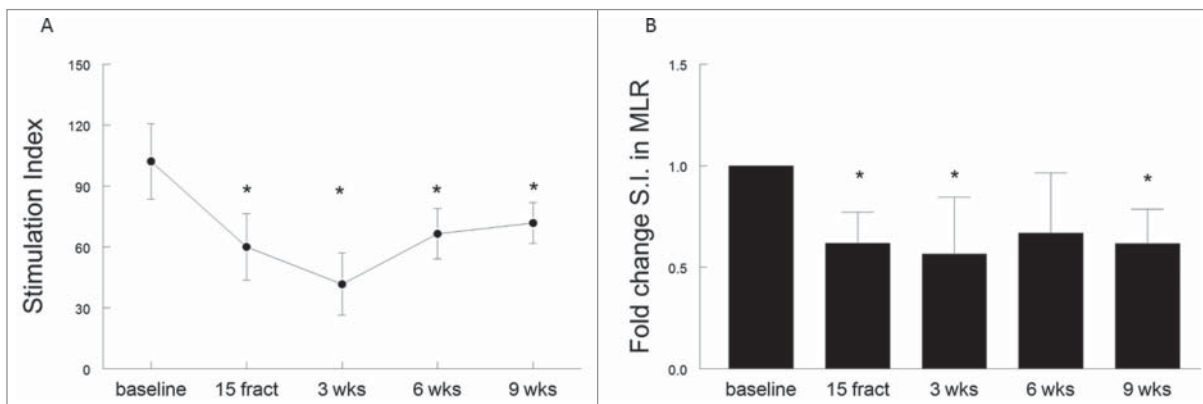 A
Stimulation Index
150
120
90
60
30
0
* * * *
baseline 15 fract 3 wks 6 wks 9 wks
B
Fold change S.I. in MLR
1.5
1.0
0.5
0.0
* * *
baseline 15 fract 3 wks 6 wks 9 wks